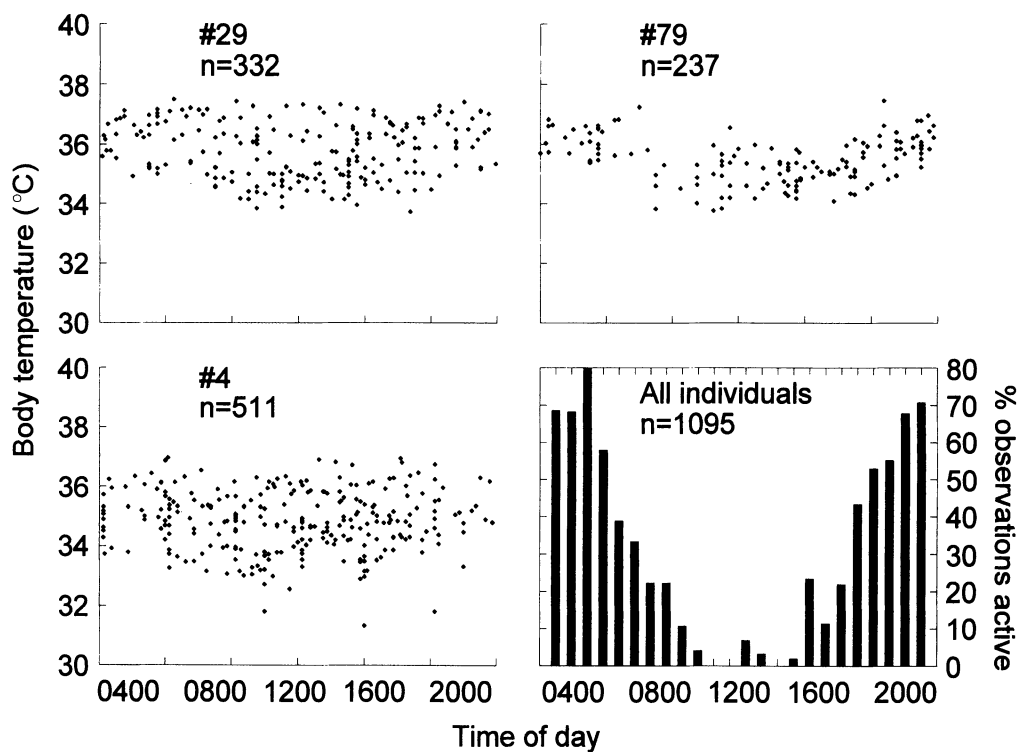 Body temperature (°C)
40
38
36
34
32
30
#29
n=332
#79
n=237
40
38
36
34
32
30
#4
n=511
All individuals
n=1095
80
70
60
50
40
30
20
10
0
% observations active
0400 0800 1200 1600 2000
0400 0800 1200 1600 2000
Time of day